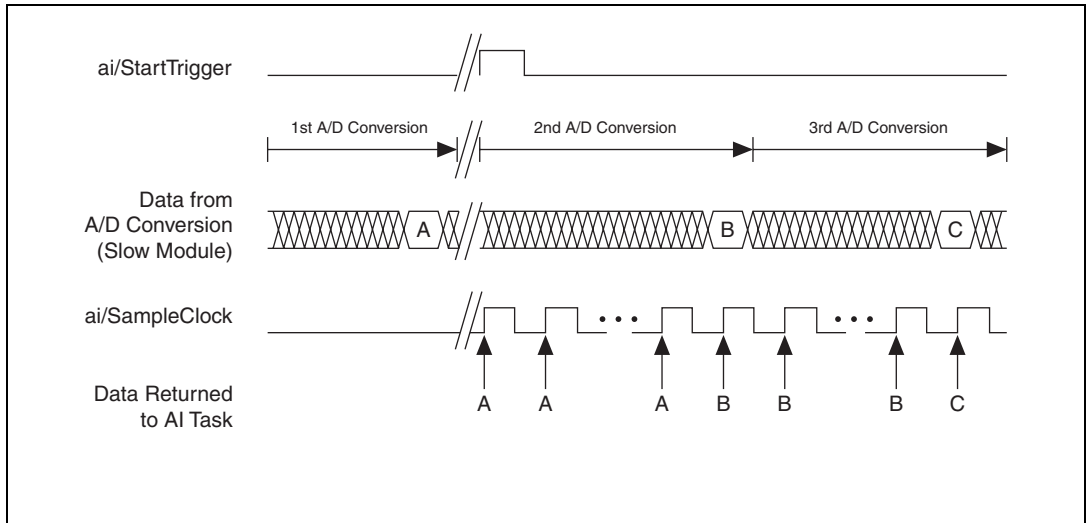 ai/StartTrigger
1st A/D Conversion 2nd A/D Conversion 3rd A/D Conversion
Data from
A/D Conversion
(Slow Module)
A B C
ai/SampleClock
Data Returned
to AI Task
A A A B B B C